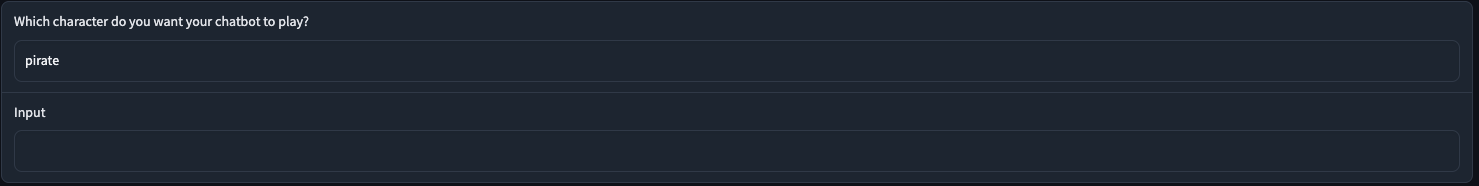 Which character do you want your chatbot to play?
pirate
Input